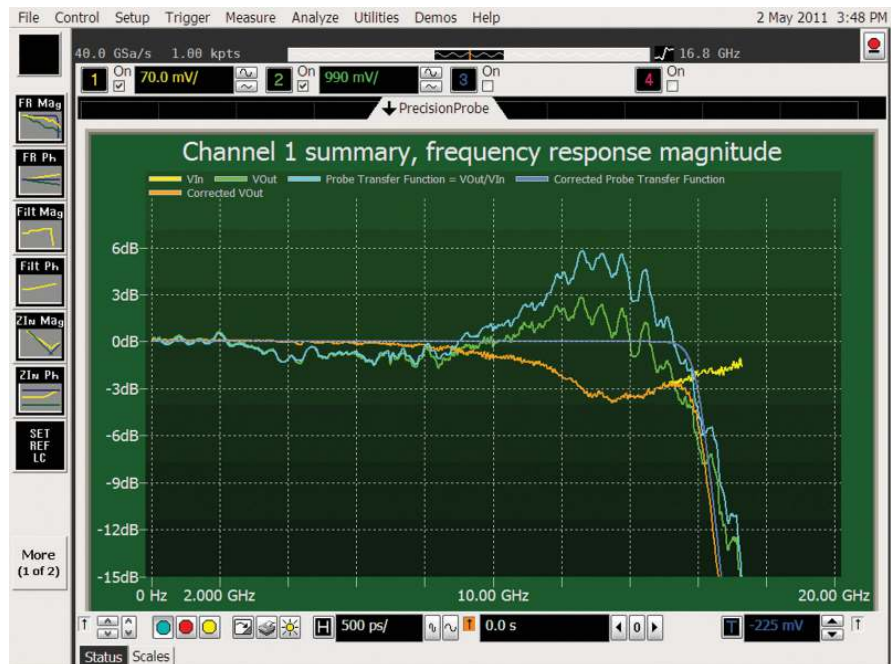 File Control Setup Trigger Measure Analyze Utilities Demos Help 2 May 2011 3:48 PM
40.0 GSa/s 1.00 kpts 16.8 GHz
1 On 70.0 mV/ 2 On 990 mV/ 3 On 4 On
PrecisionProbe
FR Mag
FR Ph
Filt Mag
Filt Ph
ZIN Mag
ZIN Ph
SET
REF
LC
More
(1 of 2)
Channel 1 summary, frequency response magnitude
VIn VOut Probe Transfer Function = VOut/VIn Corrected Probe Transfer Function
Corrected VOut
6dB
3dB
0dB
-3dB
-6dB
-9dB
-12dB
-15dB
0 Hz 2.000 GHz 10.00 GHz 20.00 GHz
H 500 ps/ T 0.0 s 0 T -225 mV T
Status Scales